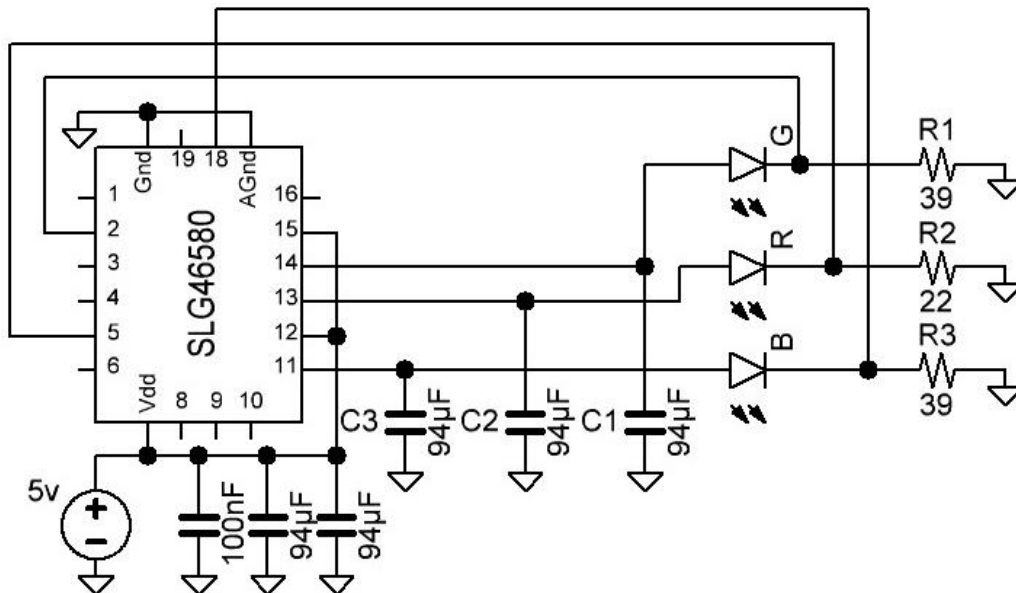 G
R1
39
Gnd
19
18
AGnd
1
2
3
4
5
6
SLG46580
16
15
14
13
12
11
Vdd
8
9
10
R
R2
22
B
R3
39
C3
94µF
C2
94µF
C1
94µF
5v
+
−
100nF
94µF
94µF